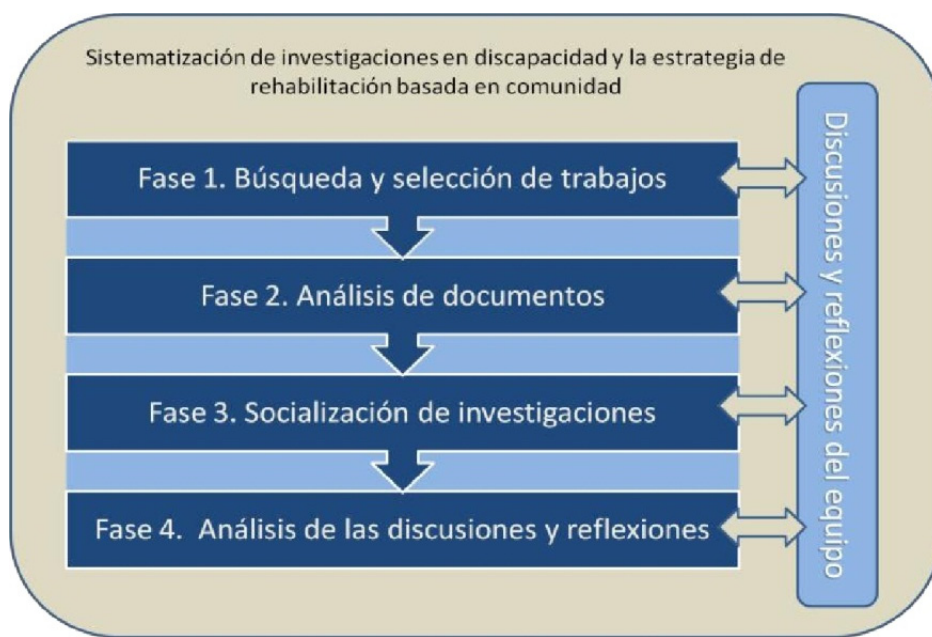 Sistematización de investigaciones en discapacidad y la estrategia de
rehabilitación basada en comunidad
Fase 1. Búsqueda y selección de trabajos
Fase 2. Análisis de documentos
Fase 3. Socialización de investigaciones
Fase 4.  Análisis de las discusiones y reflexiones
Discusiones y reflexiones del equipo